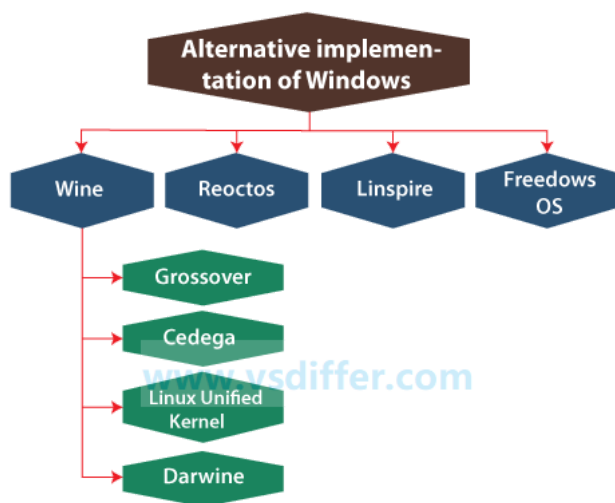 Alternative implemen-
tation of Windows
Wine
Reoctos
Linspire
Freedows
OS
Grossover
Cedega
www.vsdiffer.com
Linux Unified
Kernel
Darwine